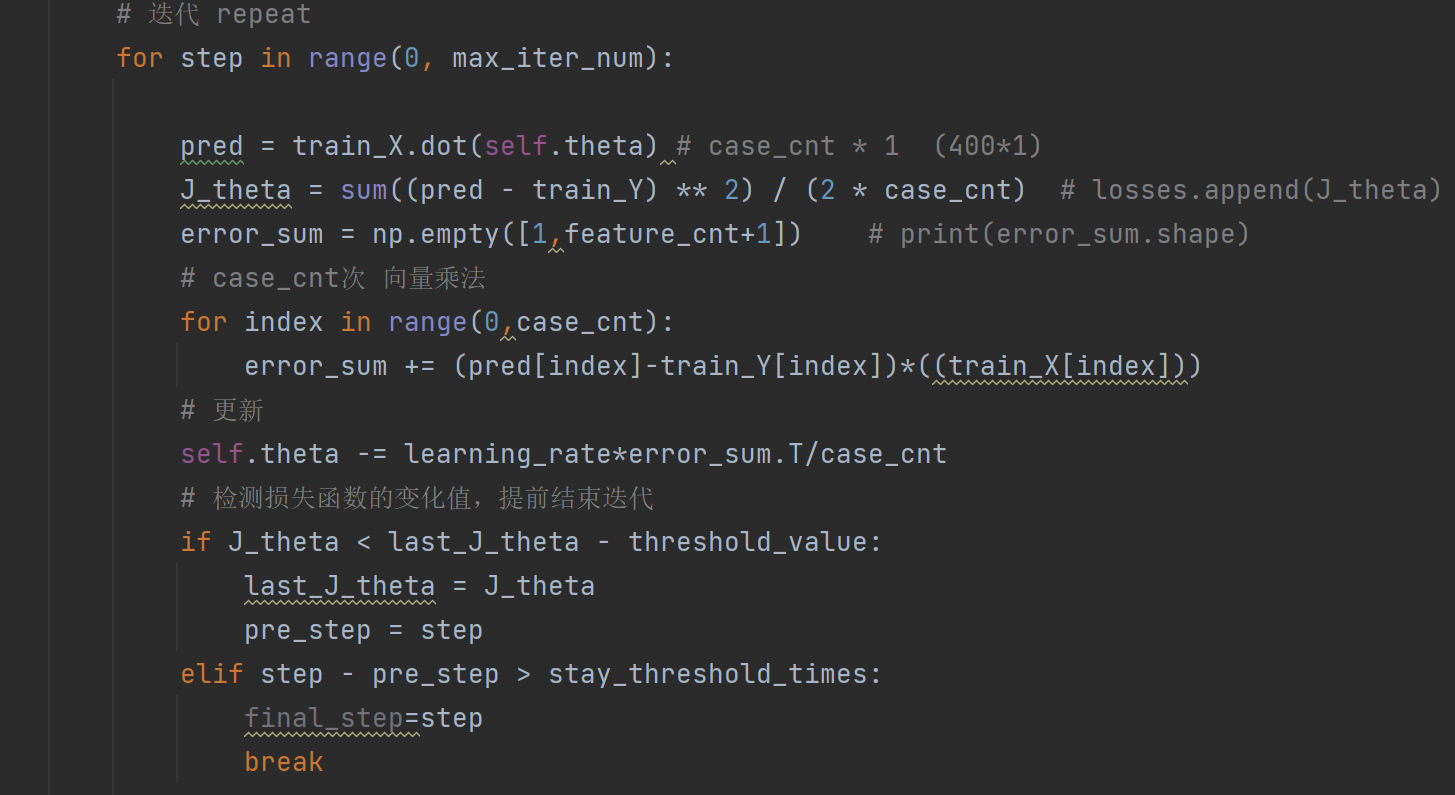 # 迭代 repeat
for step in range(0, max_iter_num):
pred = train_X.dot(self.theta) # case_cnt * 1  (400*1)
J_theta = sum((pred - train_Y) ** 2) / (2 * case_cnt)  # losses.append(J_theta)
error_sum = np.empty([1,feature_cnt+1])    # print(error_sum.shape)
# case_cnt次 向量乘法
for index in range(0,case_cnt):
error_sum += (pred[index]-train_Y[index])*((train_X[index]))
# 更新
self.theta -= learning_rate*error_sum.T/case_cnt
# 检测损失函数的变化值，提前结束迭代
if J_theta < last_J_theta - threshold_value:
last_J_theta = J_theta
pre_step = step
elif step - pre_step > stay_threshold_times:
final_step=step
break